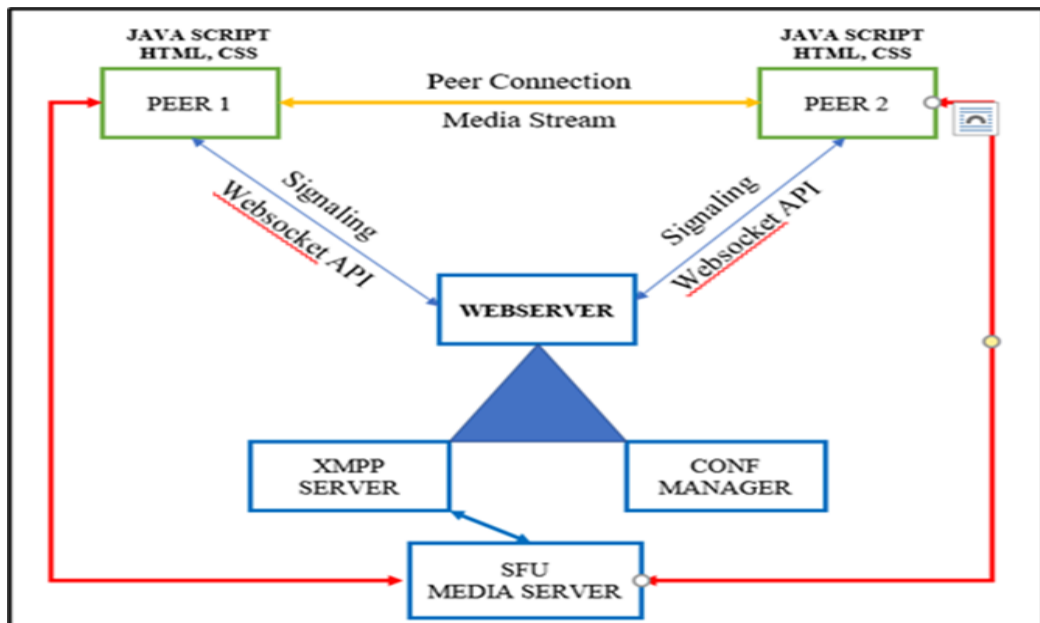 JAVA SCRIPT
HTML, CSS
PEER 1
JAVA SCRIPT
HTML, CSS
PEER 2
Peer Connection
Media Stream
Signaling
Websocket API
Signaling
Websocket API
WEBSERVER
XMPP
SERVER
CONF
MANAGER
SFU
MEDIA SERVER